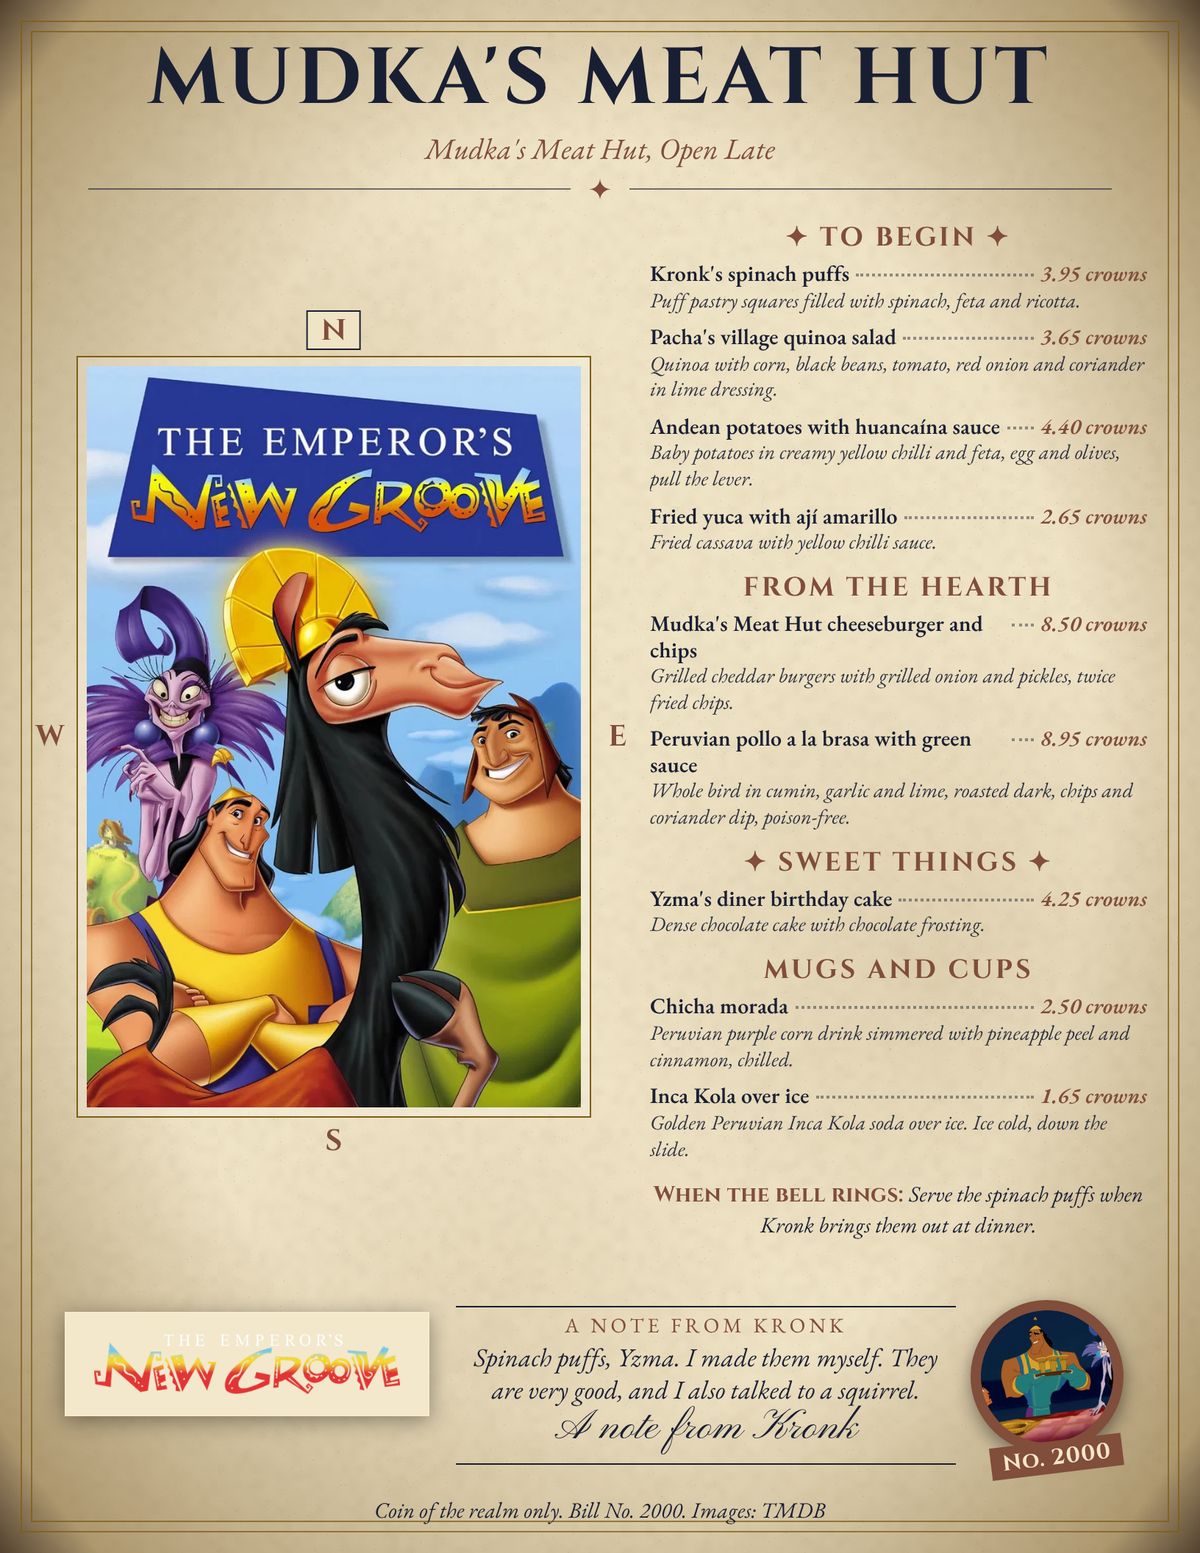 MUDKA'S MEAT HUT
Mudka's Meat Hut, Open Late
N
THE EMPEROR'S
NEW GROOVE
W
E
S
TO BEGIN
Kronk's spinach puffs 3.95 crowns
Puff pastry squares filled with spinach, feta and ricotta.
Pacha's village quinoa salad 3.65 crowns
Quinoa with corn, black beans, tomato, red onion and coriander
in lime dressing.
Andean potatoes with huancaína sauce 4.40 crowns
Baby potatoes in creamy yellow chilli and feta, egg and olives,
pull the lever.
Fried yuca with ají amarillo 2.65 crowns
Fried cassava with yellow chilli sauce.
FROM THE HEARTH
Mudka's Meat Hut cheeseburger and 8.50 crowns
chips
Grilled cheddar burgers with grilled onion and pickles, twice
fried chips.
Peruvian pollo a la brasa with green 8.95 crowns
sauce
Whole bird in cumin, garlic and lime, roasted dark, chips and
coriander dip, poison-free.
SWEET THINGS
Yzma's diner birthday cake 4.25 crowns
Dense chocolate cake with chocolate frosting.
MUGS AND CUPS
Chicha morada 2.50 crowns
Peruvian purple corn drink simmered with pineapple peel and
cinnamon, chilled.
Inca Kola over ice 1.65 crowns
Golden Peruvian Inca Kola soda over ice. Ice cold, down the
slide.
WHEN THE BELL RINGS: Serve the spinach puffs when
Kronk brings them out at dinner.
THE EMPEROR'S
NEW GROOVE
A NOTE FROM KRONK
Spinach puffs, Yzma. I made them myself. They
are very good, and I also talked to a squirrel.
A note from Kronk
No. 2000
Coin of the realm only. Bill No. 2000. Images: TMDB